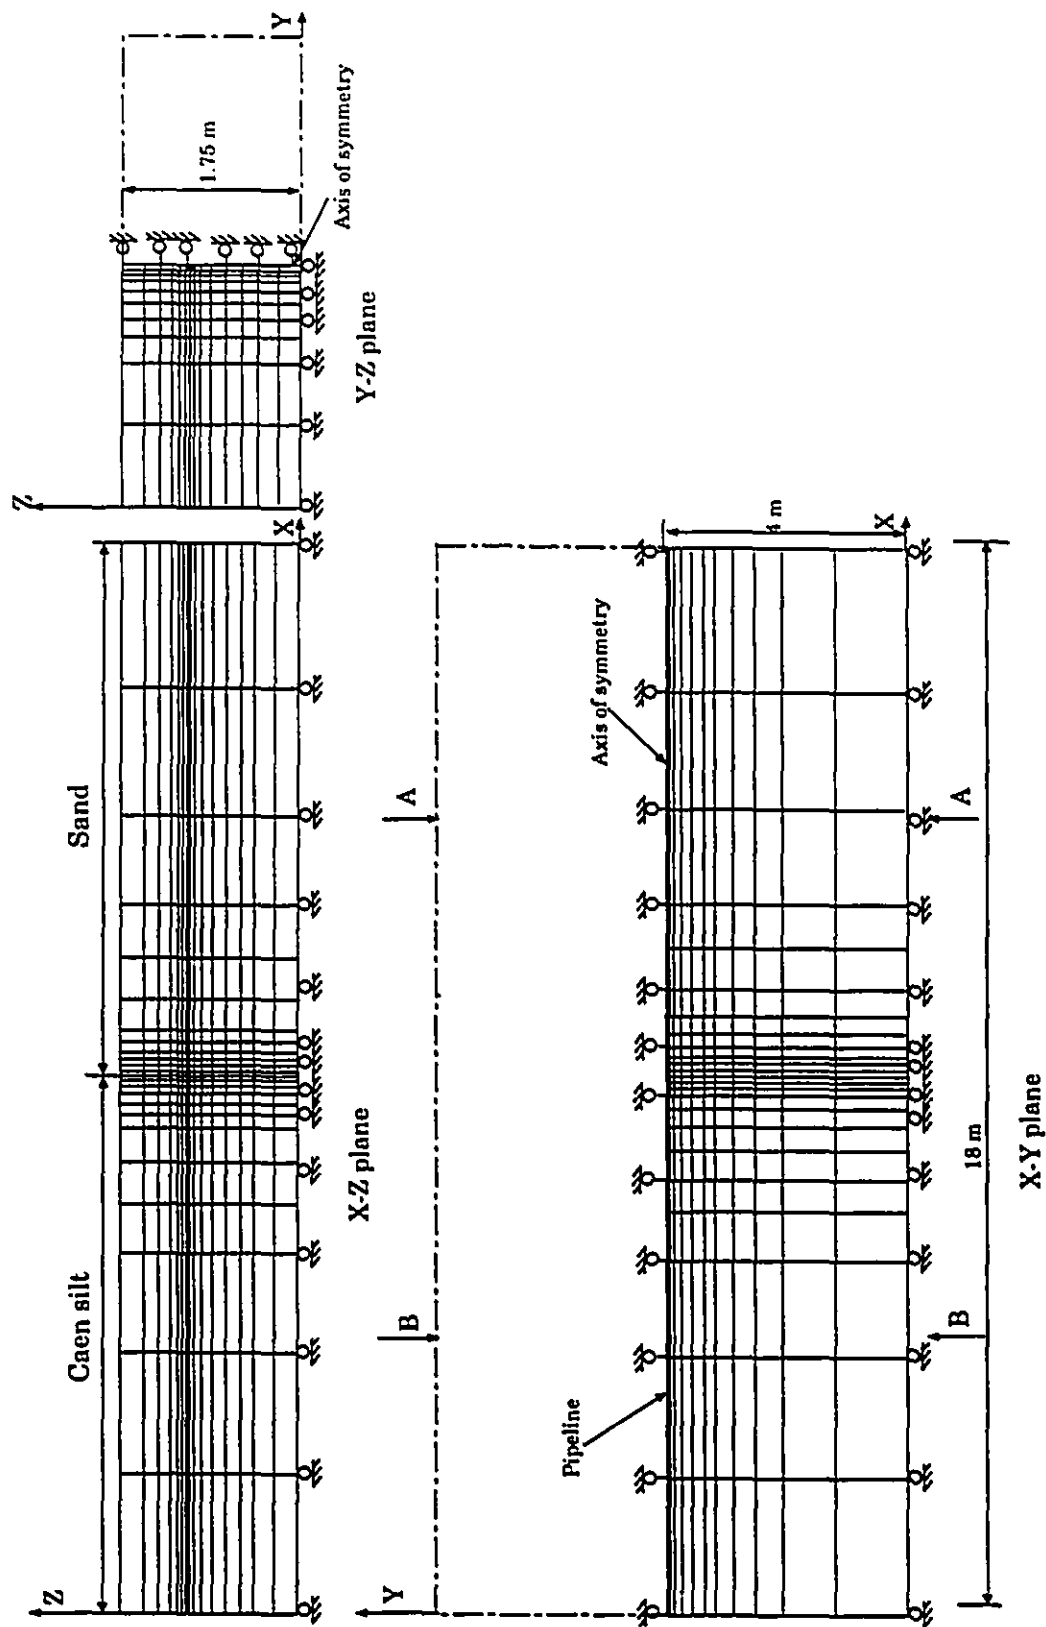 Y
1.75 m
Axis of symmetry
Y-Z plane
Z
X
Sand
Caen silt
X-Z plane
Z
A
B
Y
4 m
X
Axis of symmetry
A
B
Pipeline
18 m
X-Y plane